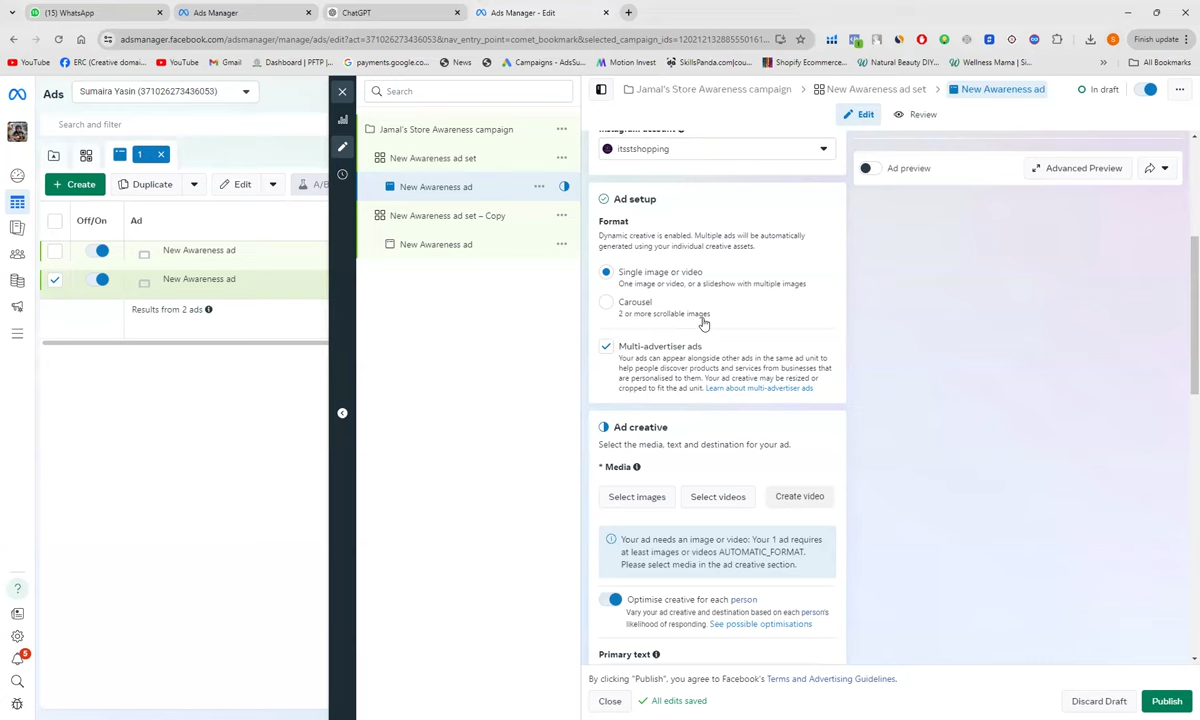 (15) WhatsApp
Ads Manager
ChatGPT
Ads Manager - Edit
adsmanager.facebook.com/adsmanager/manage/ads/edit?act=371026273436053&nav_entry_point=comet_bookmark&selected_campaign_ids=120212132885550161...
Finish update
YouTube
ERC (Creative domai...
YouTube
Gmail
Dashboard | PFTP |...
payments.google.co...
News
Campaigns - AdsSu...
Motion Invest
SkillsPanda.com|cou...
Shopify Ecommerce...
Natural Beauty DIY...
Wellness Mama | Si...
All Bookmarks
Ads
Sumaira Yasin (371026273436053)
Search and filter
1
Create
Duplicate
Edit
A/B
Off/On
Ad
New Awareness ad
New Awareness ad
Results from 2 ads
5
Search
Jamal's Store Awareness campaign
New Awareness ad set
New Awareness ad
New Awareness ad set – Copy
New Awareness ad
Jamal's Store Awareness campaign
New Awareness ad set
New Awareness ad
In draft
Edit
Review
Instagram account
itsstshopping
Ad preview
Advanced Preview
Ad setup
Format
Dynamic creative is enabled. Multiple ads will be automatically
generated using your individual creative assets.
Single image or video
One image or video, or a slideshow with multiple images
Carousel
2 or more scrollable images
Multi-advertiser ads
Your ads can appear alongside other ads in the same ad unit to
help people discover products and services from businesses that
are personalised to them. Your ad creative may be resized or
cropped to fit the ad unit. Learn about multi-advertiser ads
Ad creative
Select the media, text and destination for your ad.
* Media
Select images
Select videos
Create video
Your ad needs an image or video: Your 1 ad requires
at least images or videos AUTOMATIC_FORMAT.
Please select media in the ad creative section.
Optimise creative for each person
Vary your ad creative and destination based on each person's
likelihood of responding. See possible optimisations
Primary text
By clicking "Publish", you agree to Facebook's Terms and Advertising Guidelines.
Close
All edits saved
Discard Draft
Publish